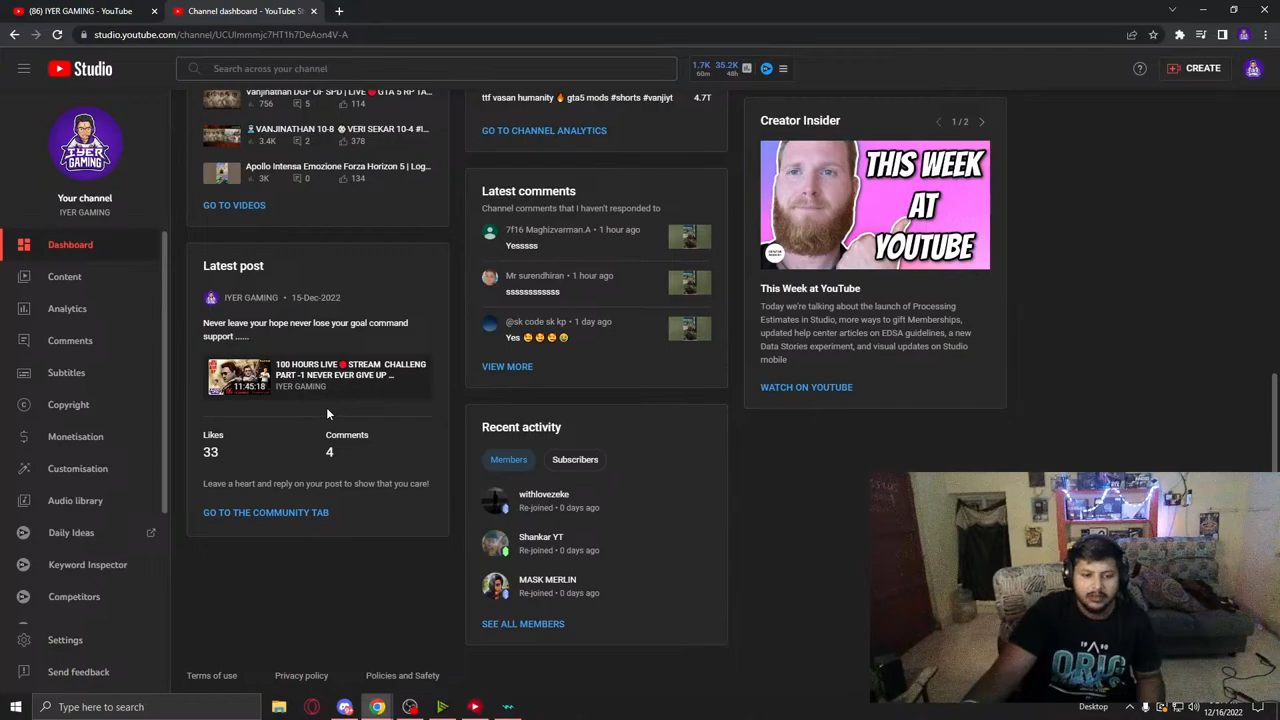 (86) IYER GAMING - YouTube
Channel dashboard - YouTube S
studio.youtube.com/channel/UCUlmmmjc7HT1h7DeAon4V-A
Studio
Search across your channel
1.7K 35.2K
60m 48h
CREATE
IYER GAMING
Your channel
IYER GAMING
Dashboard
Content
Analytics
Comments
Subtitles
Copyright
Monetisation
Customisation
Audio library
Daily Ideas
Keyword Inspector
Competitors
Settings
Send feedback
Vanjinathan DGP OF SPD | LIVE🔴GTA 5 RP TA...
756 5 114
VANJINATHAN 10-8 VERI SEKAR 10-4 #I...
3.4K 2 378
Apollo Intensa Emozione Forza Horizon 5 | Log...
3K 0 134
GO TO VIDEOS
Latest post
IYER GAMING • 15-Dec-2022
Never leave your hope never lose your goal command
support ......
11:45:18
100 HOURS LIVE🔴STREAM CHALLENG
PART -1 NEVER EVER GIVE UP ...
IYER GAMING
Likes Comments
33 4
Leave a heart and reply on your post to show that you care!
GO TO THE COMMUNITY TAB
ttf vasan humanity 🔥 gta5 mods #shorts #vanjiyt 4.7T
GO TO CHANNEL ANALYTICS
Latest comments
Channel comments that I haven't responded to
7f16 Maghizvarman.A • 1 hour ago
Yesssss
Mr surendhiran • 1 hour ago
ssssssssssss
@sk code sk kp • 1 day ago
Yes 😍😍😍😂
VIEW MORE
Recent activity
Members Subscribers
withlovezeke
Re-joined • 0 days ago
Shankar YT
Re-joined • 0 days ago
MASK MERLIN
Re-joined • 0 days ago
SEE ALL MEMBERS
Creator Insider
1 / 2
THIS WEEK
AT
YOUTUBE
This Week at YouTube
Today we're talking about the launch of Processing
Estimates in Studio, more ways to gift Memberships,
updated help center articles on EDSA guidelines, a new
Data Stories experiment, and visual updates on Studio
mobile
WATCH ON YOUTUBE
Terms of use Privacy policy Policies and Safety
Type here to search
Desktop
12/16/2022